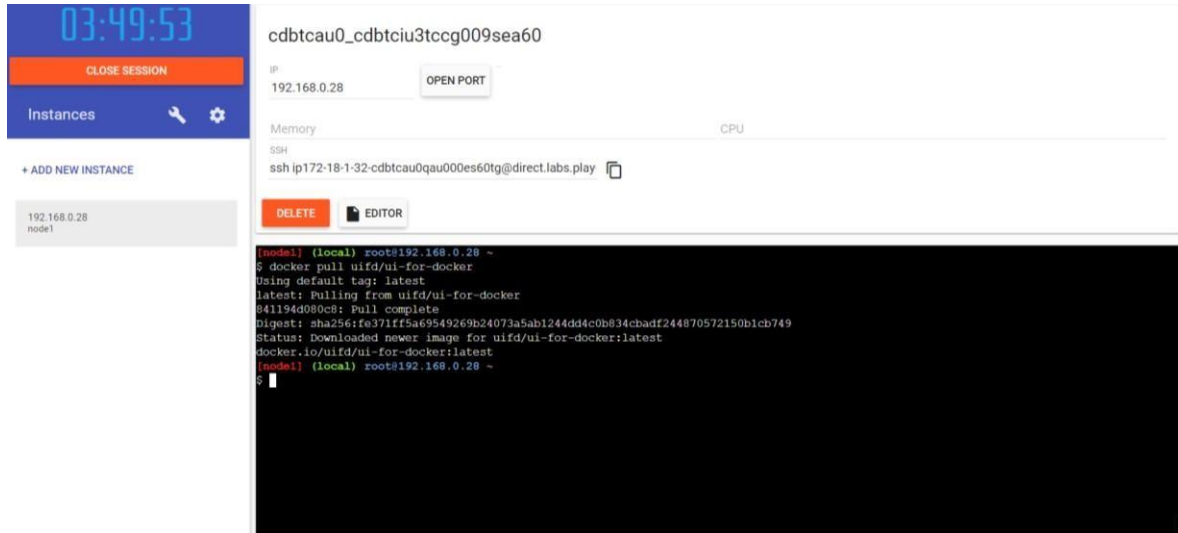 03:49:53
CLOSE SESSION
Instances
+ ADD NEW INSTANCE
192.168.0.28
node1
cdbtcau0_cdbtciu3tccg009sea60
IP
192.168.0.28
OPEN PORT
Memory
CPU
SSH
ssh ip172-18-1-32-cdbtcau0qau000es60tg@direct.labs.play
DELETE
EDITOR
[node1] (local) root@192.168.0.28 ~
$ docker pull uifd/ui-for-docker
Using default tag: latest
latest: Pulling from uifd/ui-for-docker
841194d080c8: Pull complete
Digest: sha256:fe371ff5a69549269b24073a5ab1244dd4c0b834cbadf244870572150b1cb749
Status: Downloaded newer image for uifd/ui-for-docker:latest
docker.io/uifd/ui-for-docker:latest
[node1] (local) root@192.168.0.28 ~
$